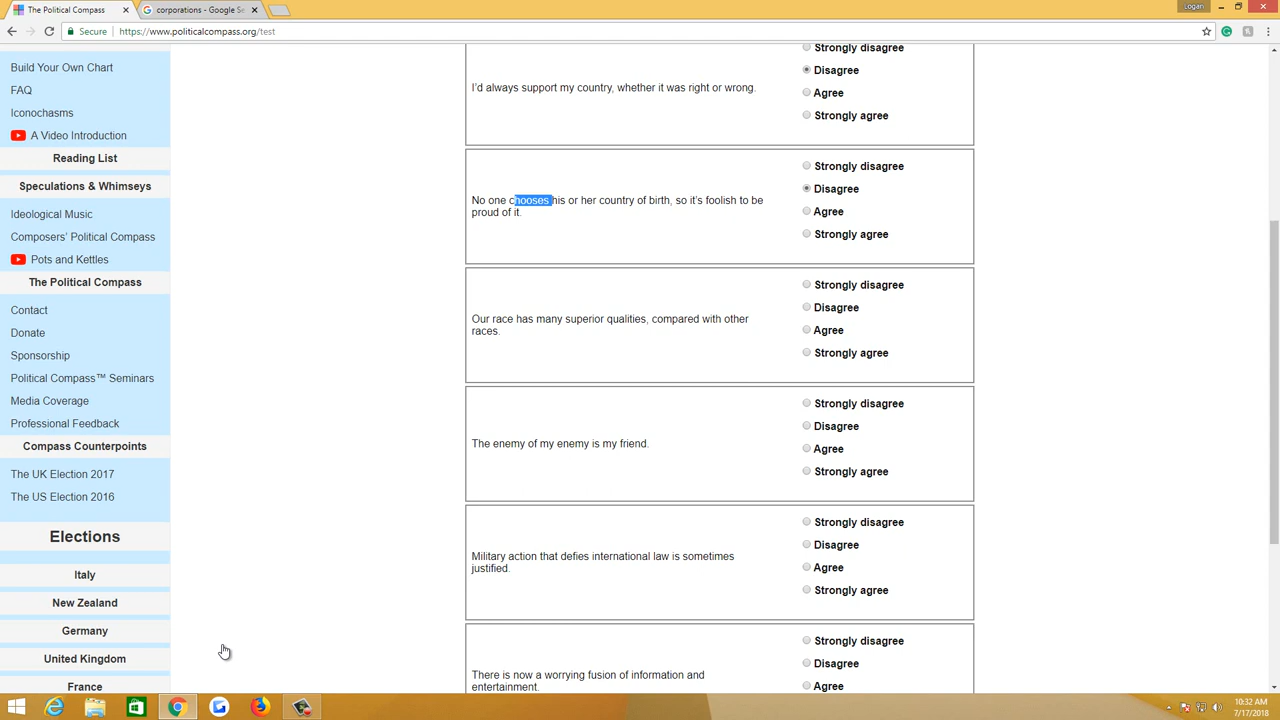 The Political Compass
corporations - Google Se
Logan
Secure
https://www.politicalcompass.org/test
Build Your Own Chart
FAQ
Iconochasms
A Video Introduction
Reading List
Speculations & Whimseys
Ideological Music
Composers' Political Compass
Pots and Kettles
The Political Compass
Contact
Donate
Sponsorship
Political Compass™ Seminars
Media Coverage
Professional Feedback
Compass Counterpoints
The UK Election 2017
The US Election 2016
Elections
Italy
New Zealand
Germany
United Kingdom
France
I'd always support my country, whether it was right or wrong.
Strongly disagree
Disagree
Agree
Strongly agree
No one chooses his or her country of birth, so it's foolish to be
proud of it.
Strongly disagree
Disagree
Agree
Strongly agree
Our race has many superior qualities, compared with other
races.
Strongly disagree
Disagree
Agree
Strongly agree
The enemy of my enemy is my friend.
Strongly disagree
Disagree
Agree
Strongly agree
Military action that defies international law is sometimes
justified.
Strongly disagree
Disagree
Agree
Strongly agree
There is now a worrying fusion of information and
entertainment.
Strongly disagree
Disagree
Agree
10:32 AM
7/17/2018